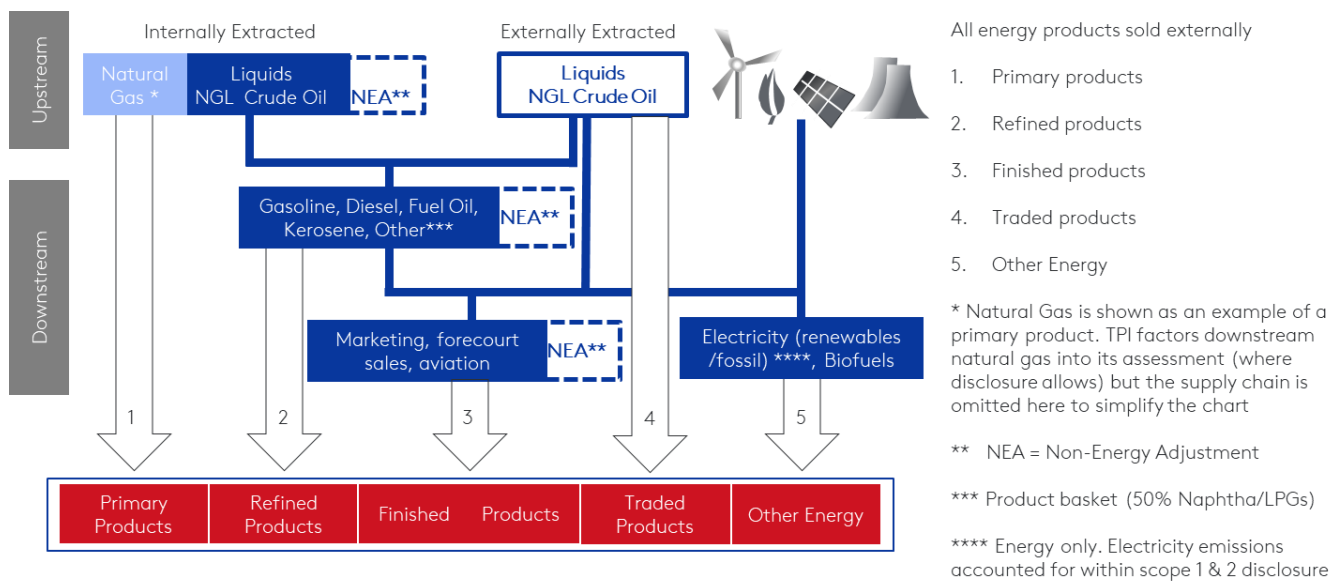 Upstream
Internally Extracted
Externally Extracted
Natural
Gas *
Liquids
NGL Crude Oil
NEA**
Liquids
NGL Crude Oil
Downstream
Gasoline, Diesel, Fuel Oil,
Kerosene, Other***
NEA**
Marketing, forecourt
sales, aviation
NEA**
Electricity (renewables
/fossil) ****, Biofuels
1
2
3
4
5
Primary
Products
Refined
Products
Finished Products
Traded
Products
Other Energy
All energy products sold externally
1. Primary products
2. Refined products
3. Finished products
4. Traded products
5. Other Energy
* Natural Gas is shown as an example of a
primary product. TPI factors downstream
natural gas into its assessment (where
disclosure allows) but the supply chain is
omitted here to simplify the chart
** NEA = Non-Energy Adjustment
*** Product basket (50% Naphtha/LPGs)
**** Energy only. Electricity emissions
accounted for within scope 1 & 2 disclosure